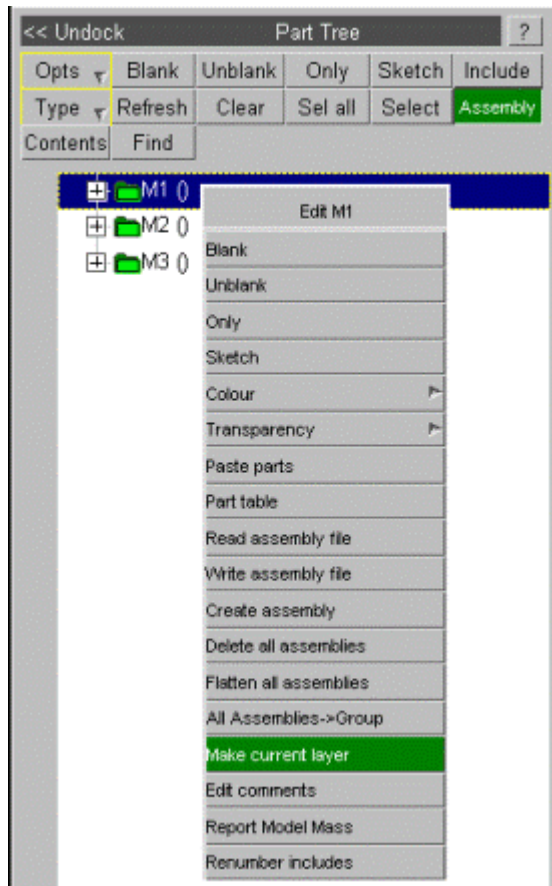 << Undock Part Tree ?
Opts Blank Unblank Only Sketch Include
Type Refresh Clear Sel all Select Assembly
Contents Find
M1 ()
M2 ()
M3 ()
Edit M1
Blank
Unblank
Only
Sketch
Colour
Transparency
Paste parts
Part table
Read assembly file
Write assembly file
Create assembly
Delete all assemblies
Flatten all assemblies
All Assemblies->Group
Make current layer
Edit comments
Report Model Mass
Renumber includes